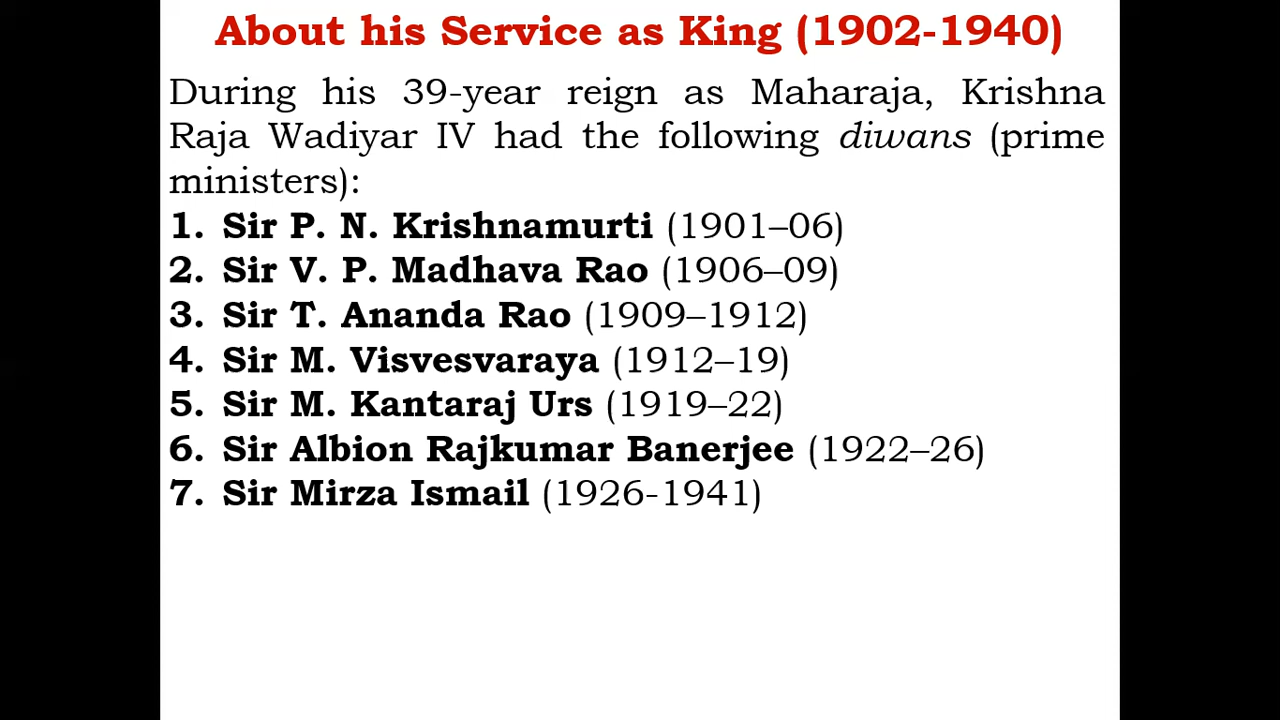 About his Service as King (1902-1940)
During his 39-year reign as Maharaja, Krishna
Raja Wadiyar IV had the following diwans (prime
ministers):
1. Sir P. N. Krishnamurti (1901–06)
2. Sir V. P. Madhava Rao (1906–09)
3. Sir T. Ananda Rao (1909–1912)
4. Sir M. Visvesvaraya (1912–19)
5. Sir M. Kantaraj Urs (1919–22)
6. Sir Albion Rajkumar Banerjee (1922–26)
7. Sir Mirza Ismail (1926-1941)